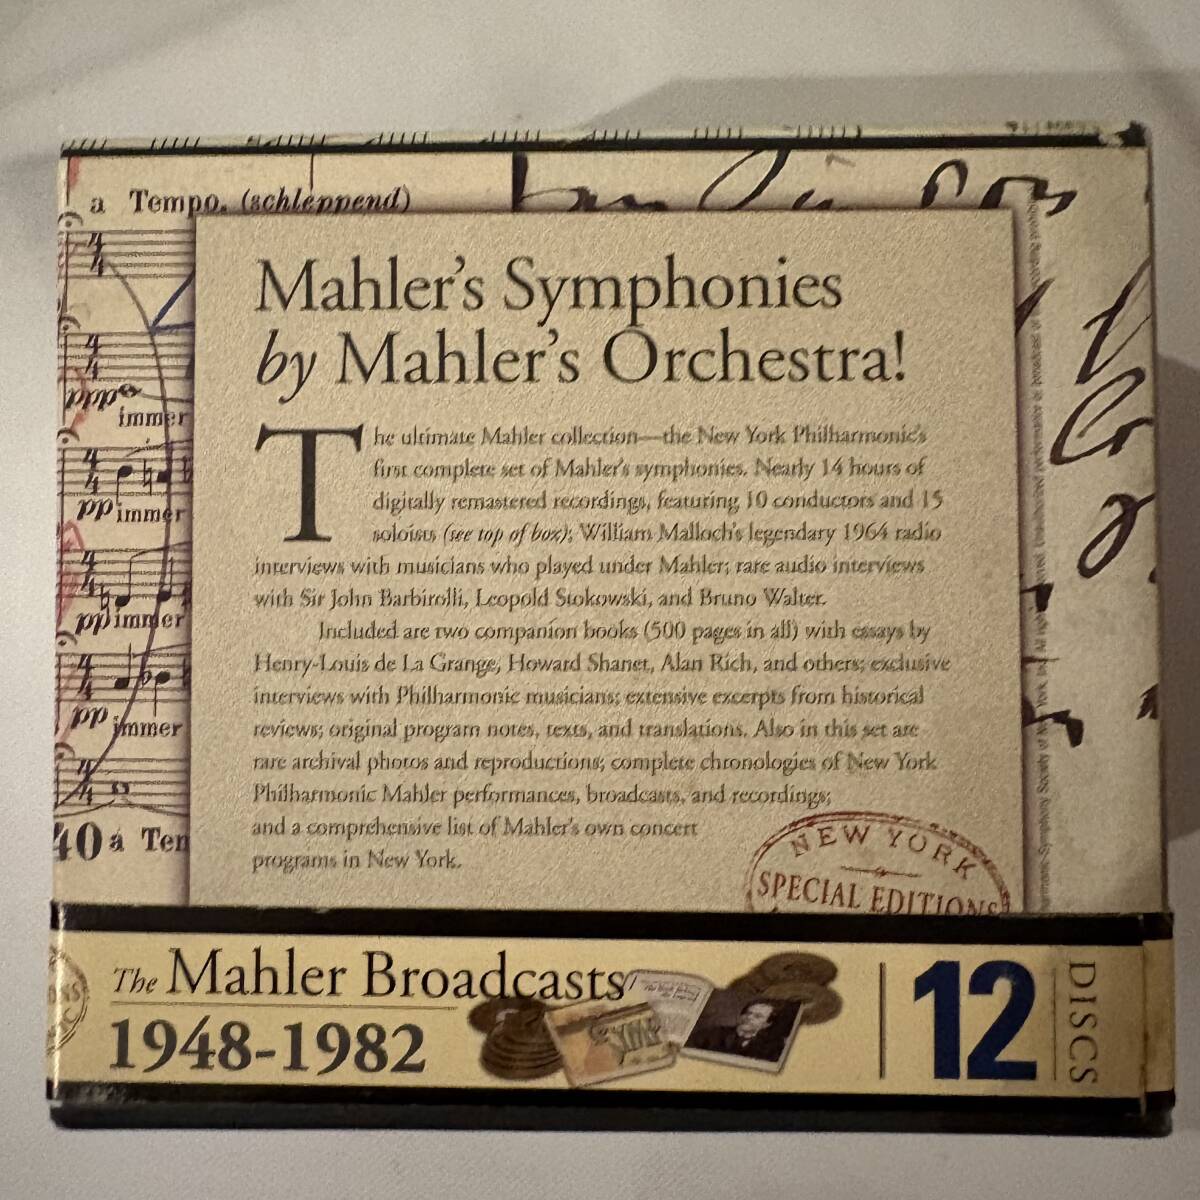 a Tempo. (schleppend)
Mahler's Symphonies
by Mahler's Orchestra!
The ultimate Mahler collection—the New York Philharmonic's
first complete set of Mahler's symphonies. Nearly 14 hours of
digitally remastered recordings, featuring 10 conductors and 15
soloists (see top of box); William Malloch's legendary 1964 radio
interviews with musicians who played under Mahler; rare audio interviews
with Sir John Barbirolli, Leopold Stokowski, and Bruno Walter.
Included are two companion books (500 pages in all) with essays by
Henry-Louis de La Grange, Howard Shanet, Alan Rich, and others; exclusive
interviews with Philharmonic musicians; extensive excerpts from historical
reviews; original program notes, texts, and translations. Also in this set are
rare archival photos and reproductions; complete chronologies of New York
Philharmonic Mahler performances, broadcasts, and recordings;
and a comprehensive list of Mahler's own concert
programs in New York.
ppp
immer
pp immer
pp immer
pp immer
40 a Ten
NEW YORK
SPECIAL EDITIONS
The Mahler Broadcasts
1948-1982
12
DISCS